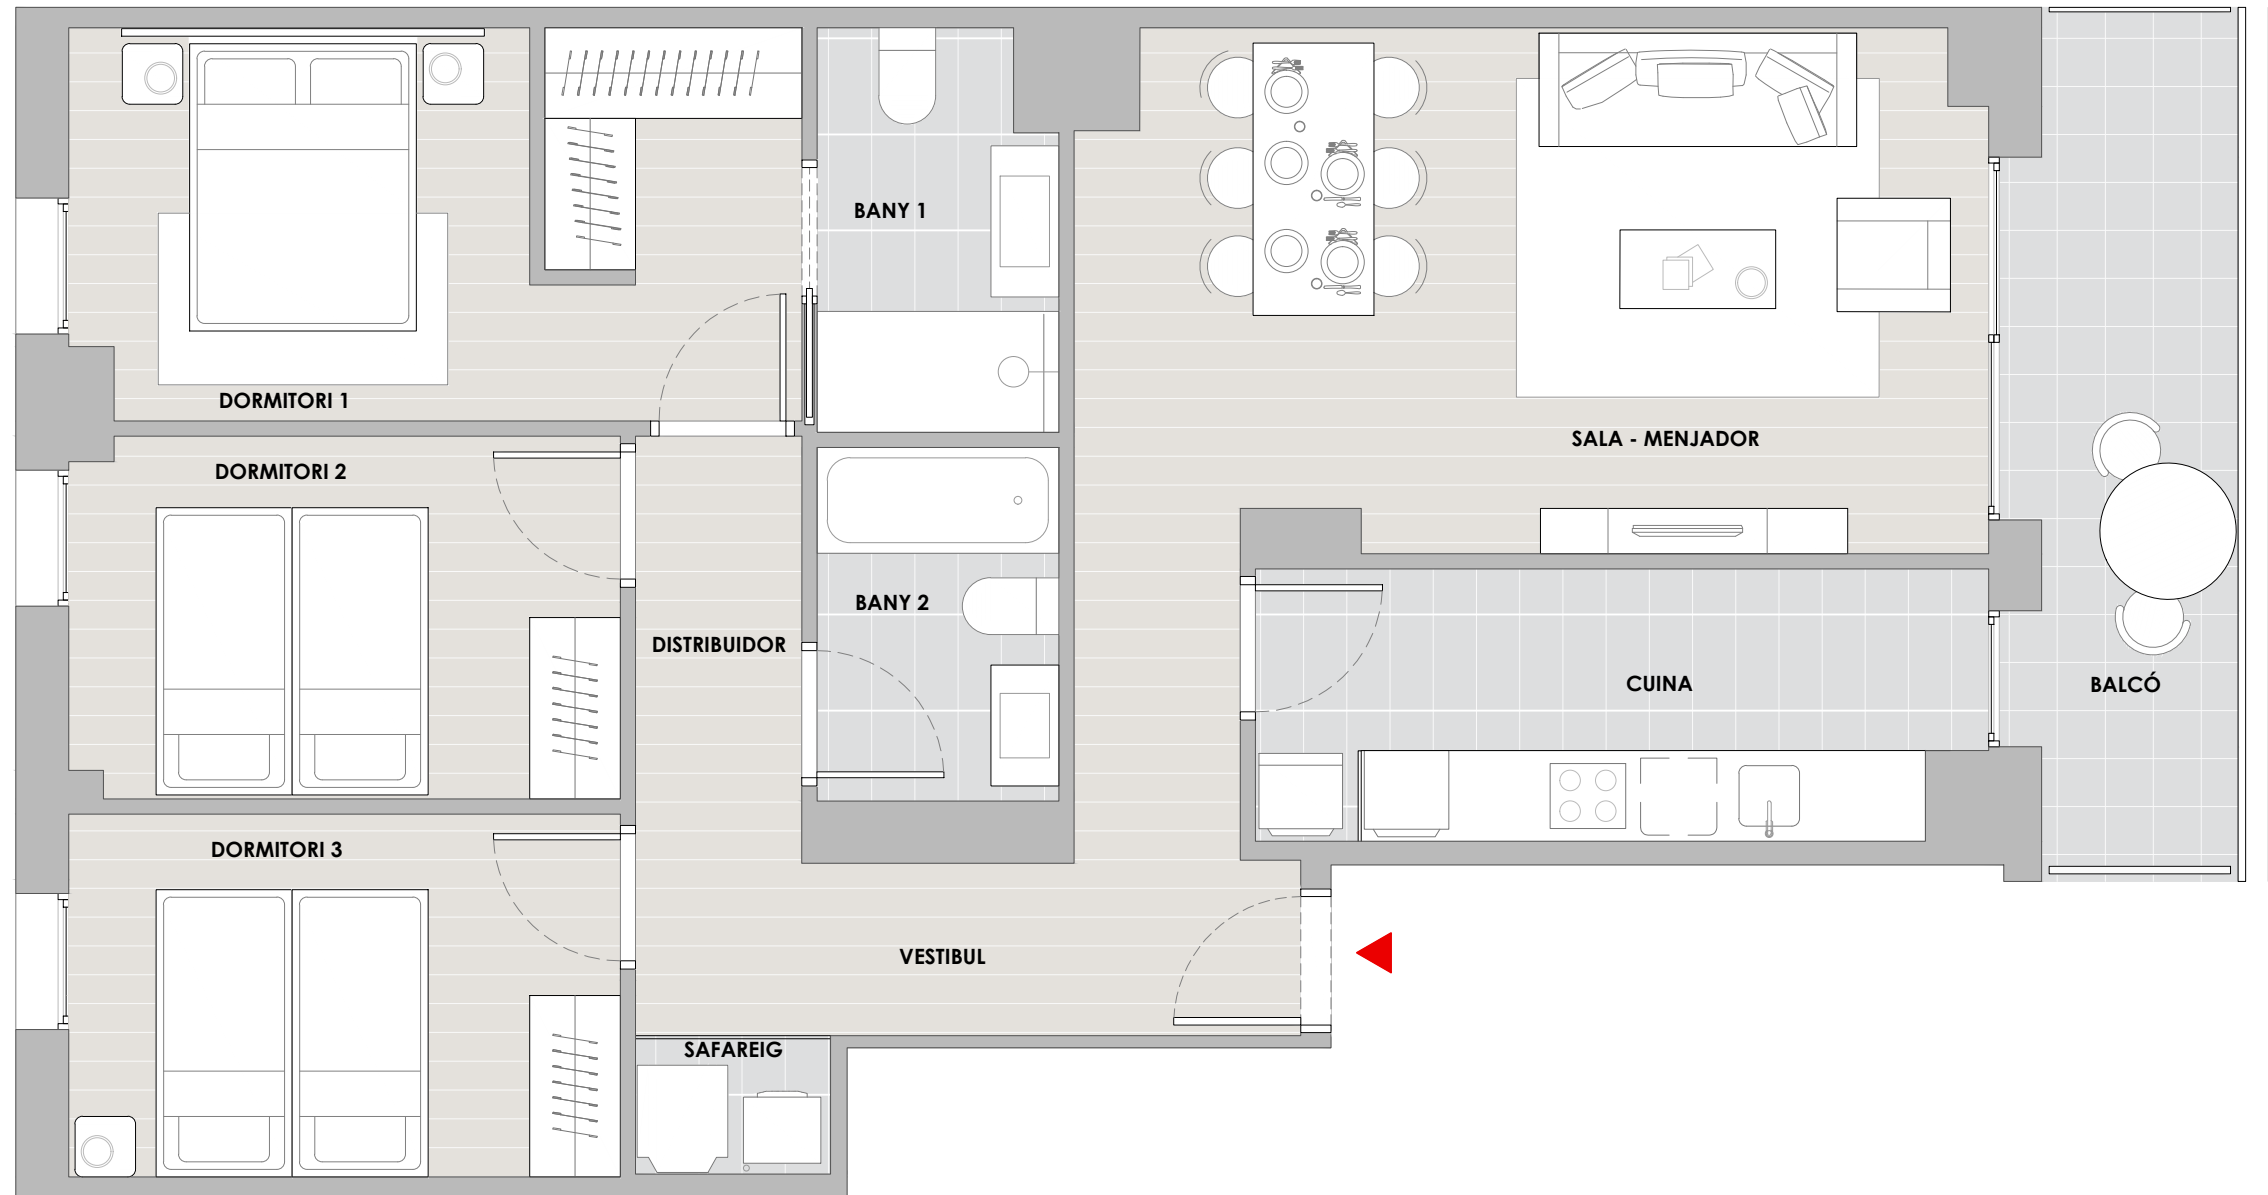 BANY 1
DORMITORI 1
SALA - MENJADOR
DORMITORI 2
BANY 2
DISTRIBUIDOR
CUINA
BALCÓ
DORMITORI 3
VESTIBUL
SAFAREIG